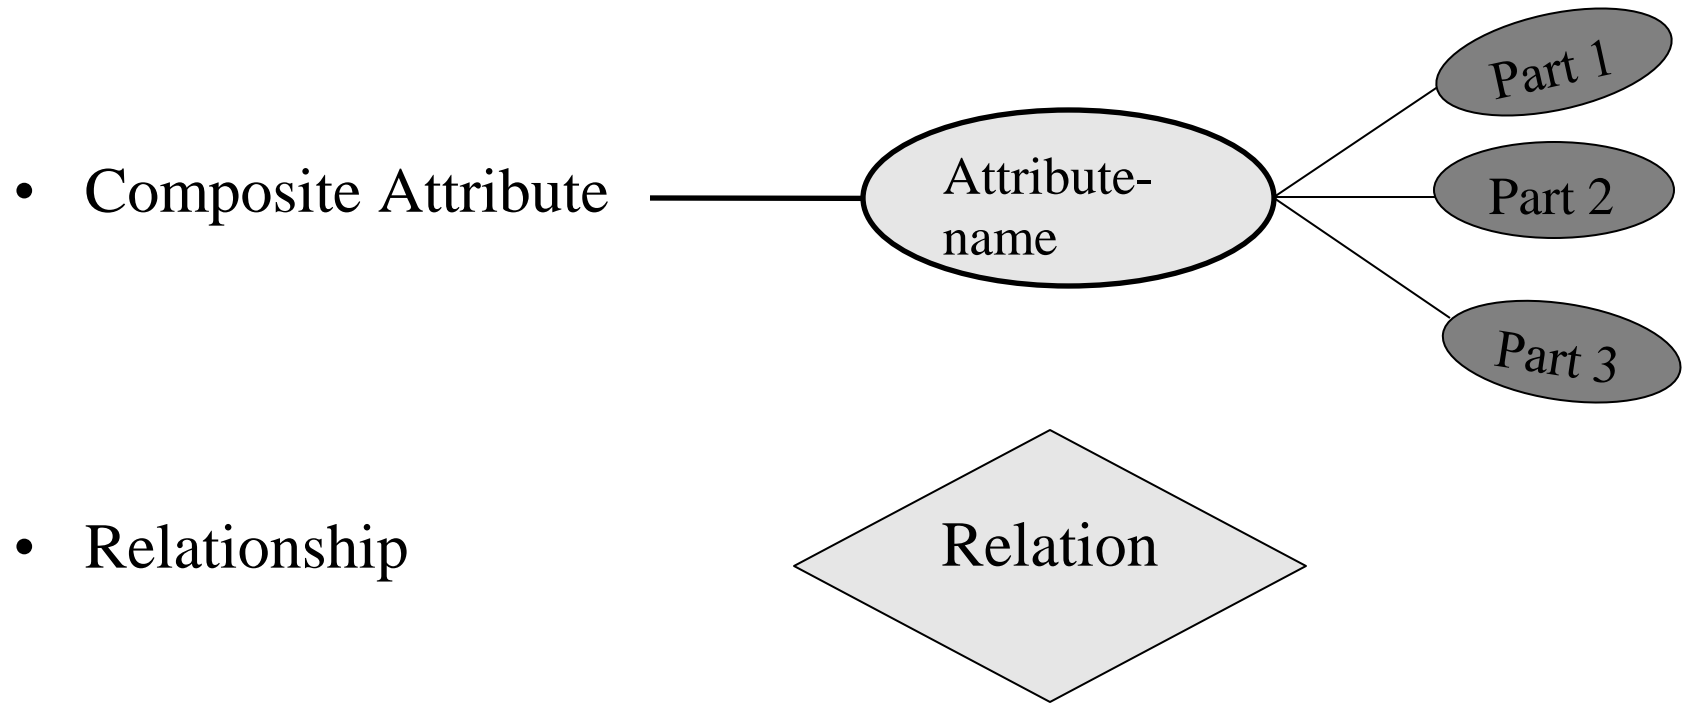 • Composite Attribute
Attribute-
name
Part 1
Part 2
Part 3
• Relationship
Relation